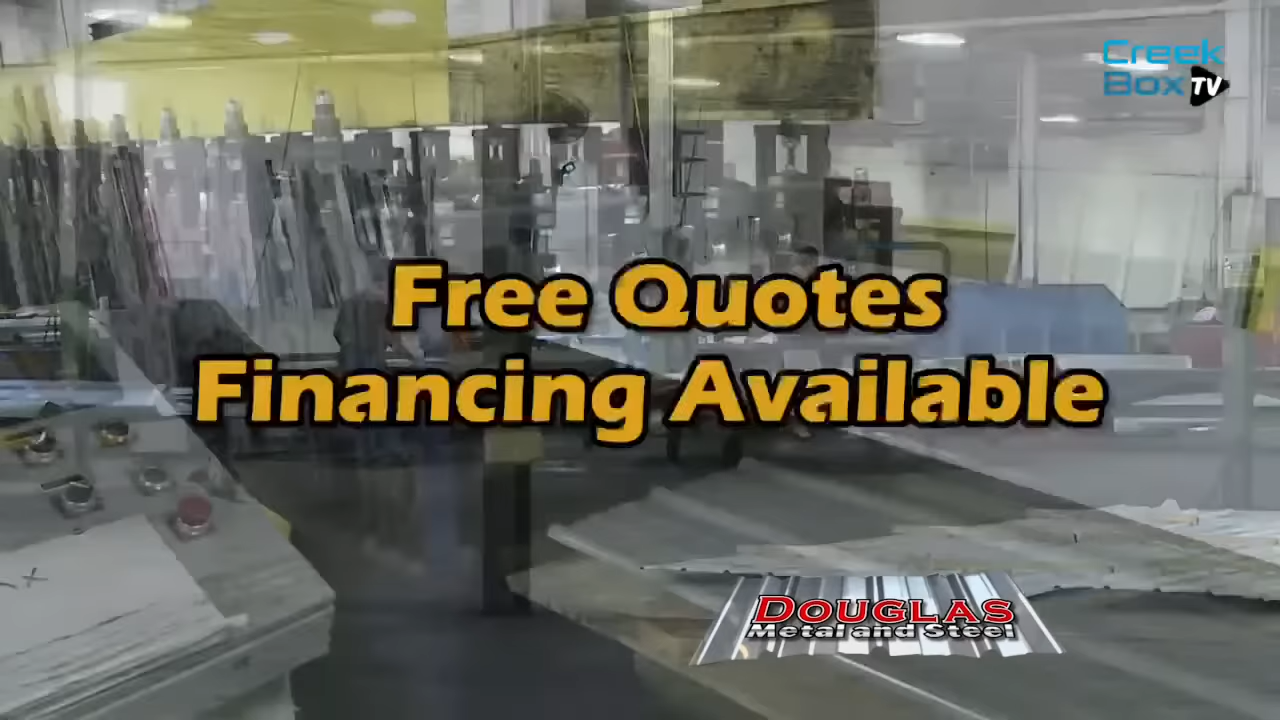 Creek
Box TV
Free Quotes
Financing Available
DOUGLAS
Metal and Steel